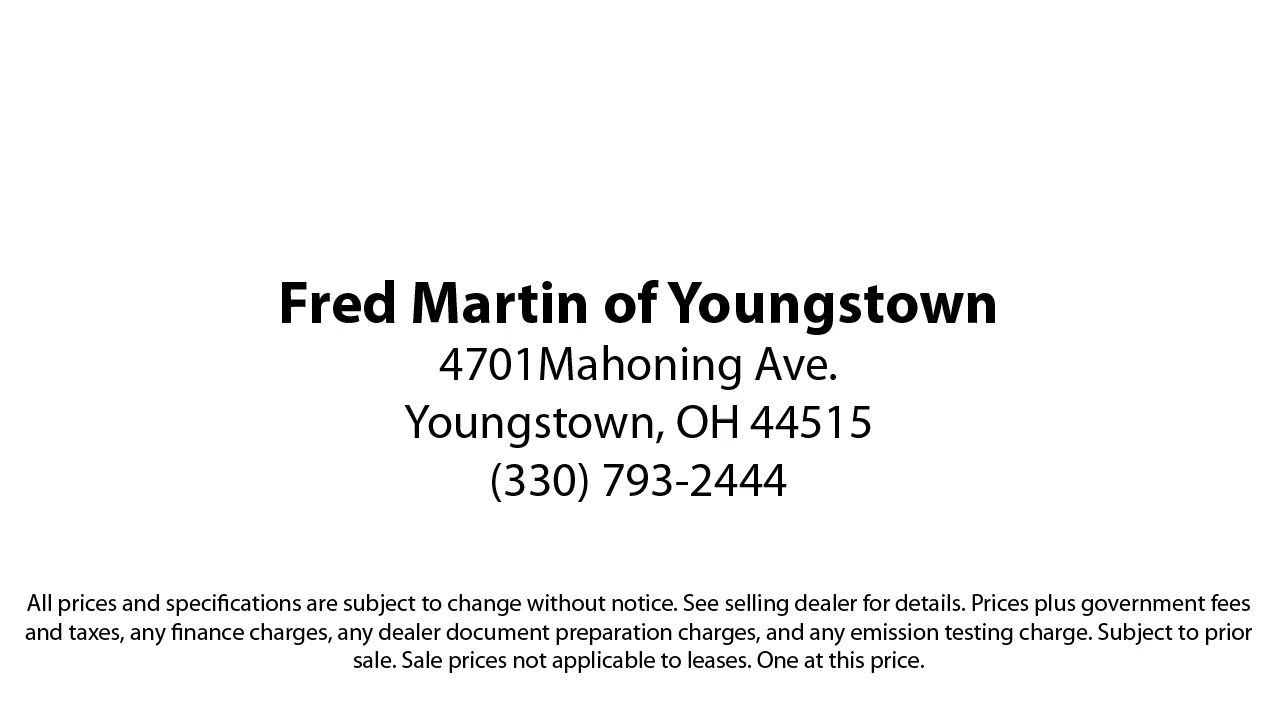 Fred Martin of Youngstown
4701Mahoning Ave.
Youngstown, OH 44515
(330) 793-2444
All prices and specifications are subject to change without notice. See selling dealer for details. Prices plus government fees
and taxes, any finance charges, any dealer document preparation charges, and any emission testing charge. Subject to prior
sale. Sale prices not applicable to leases. One at this price.